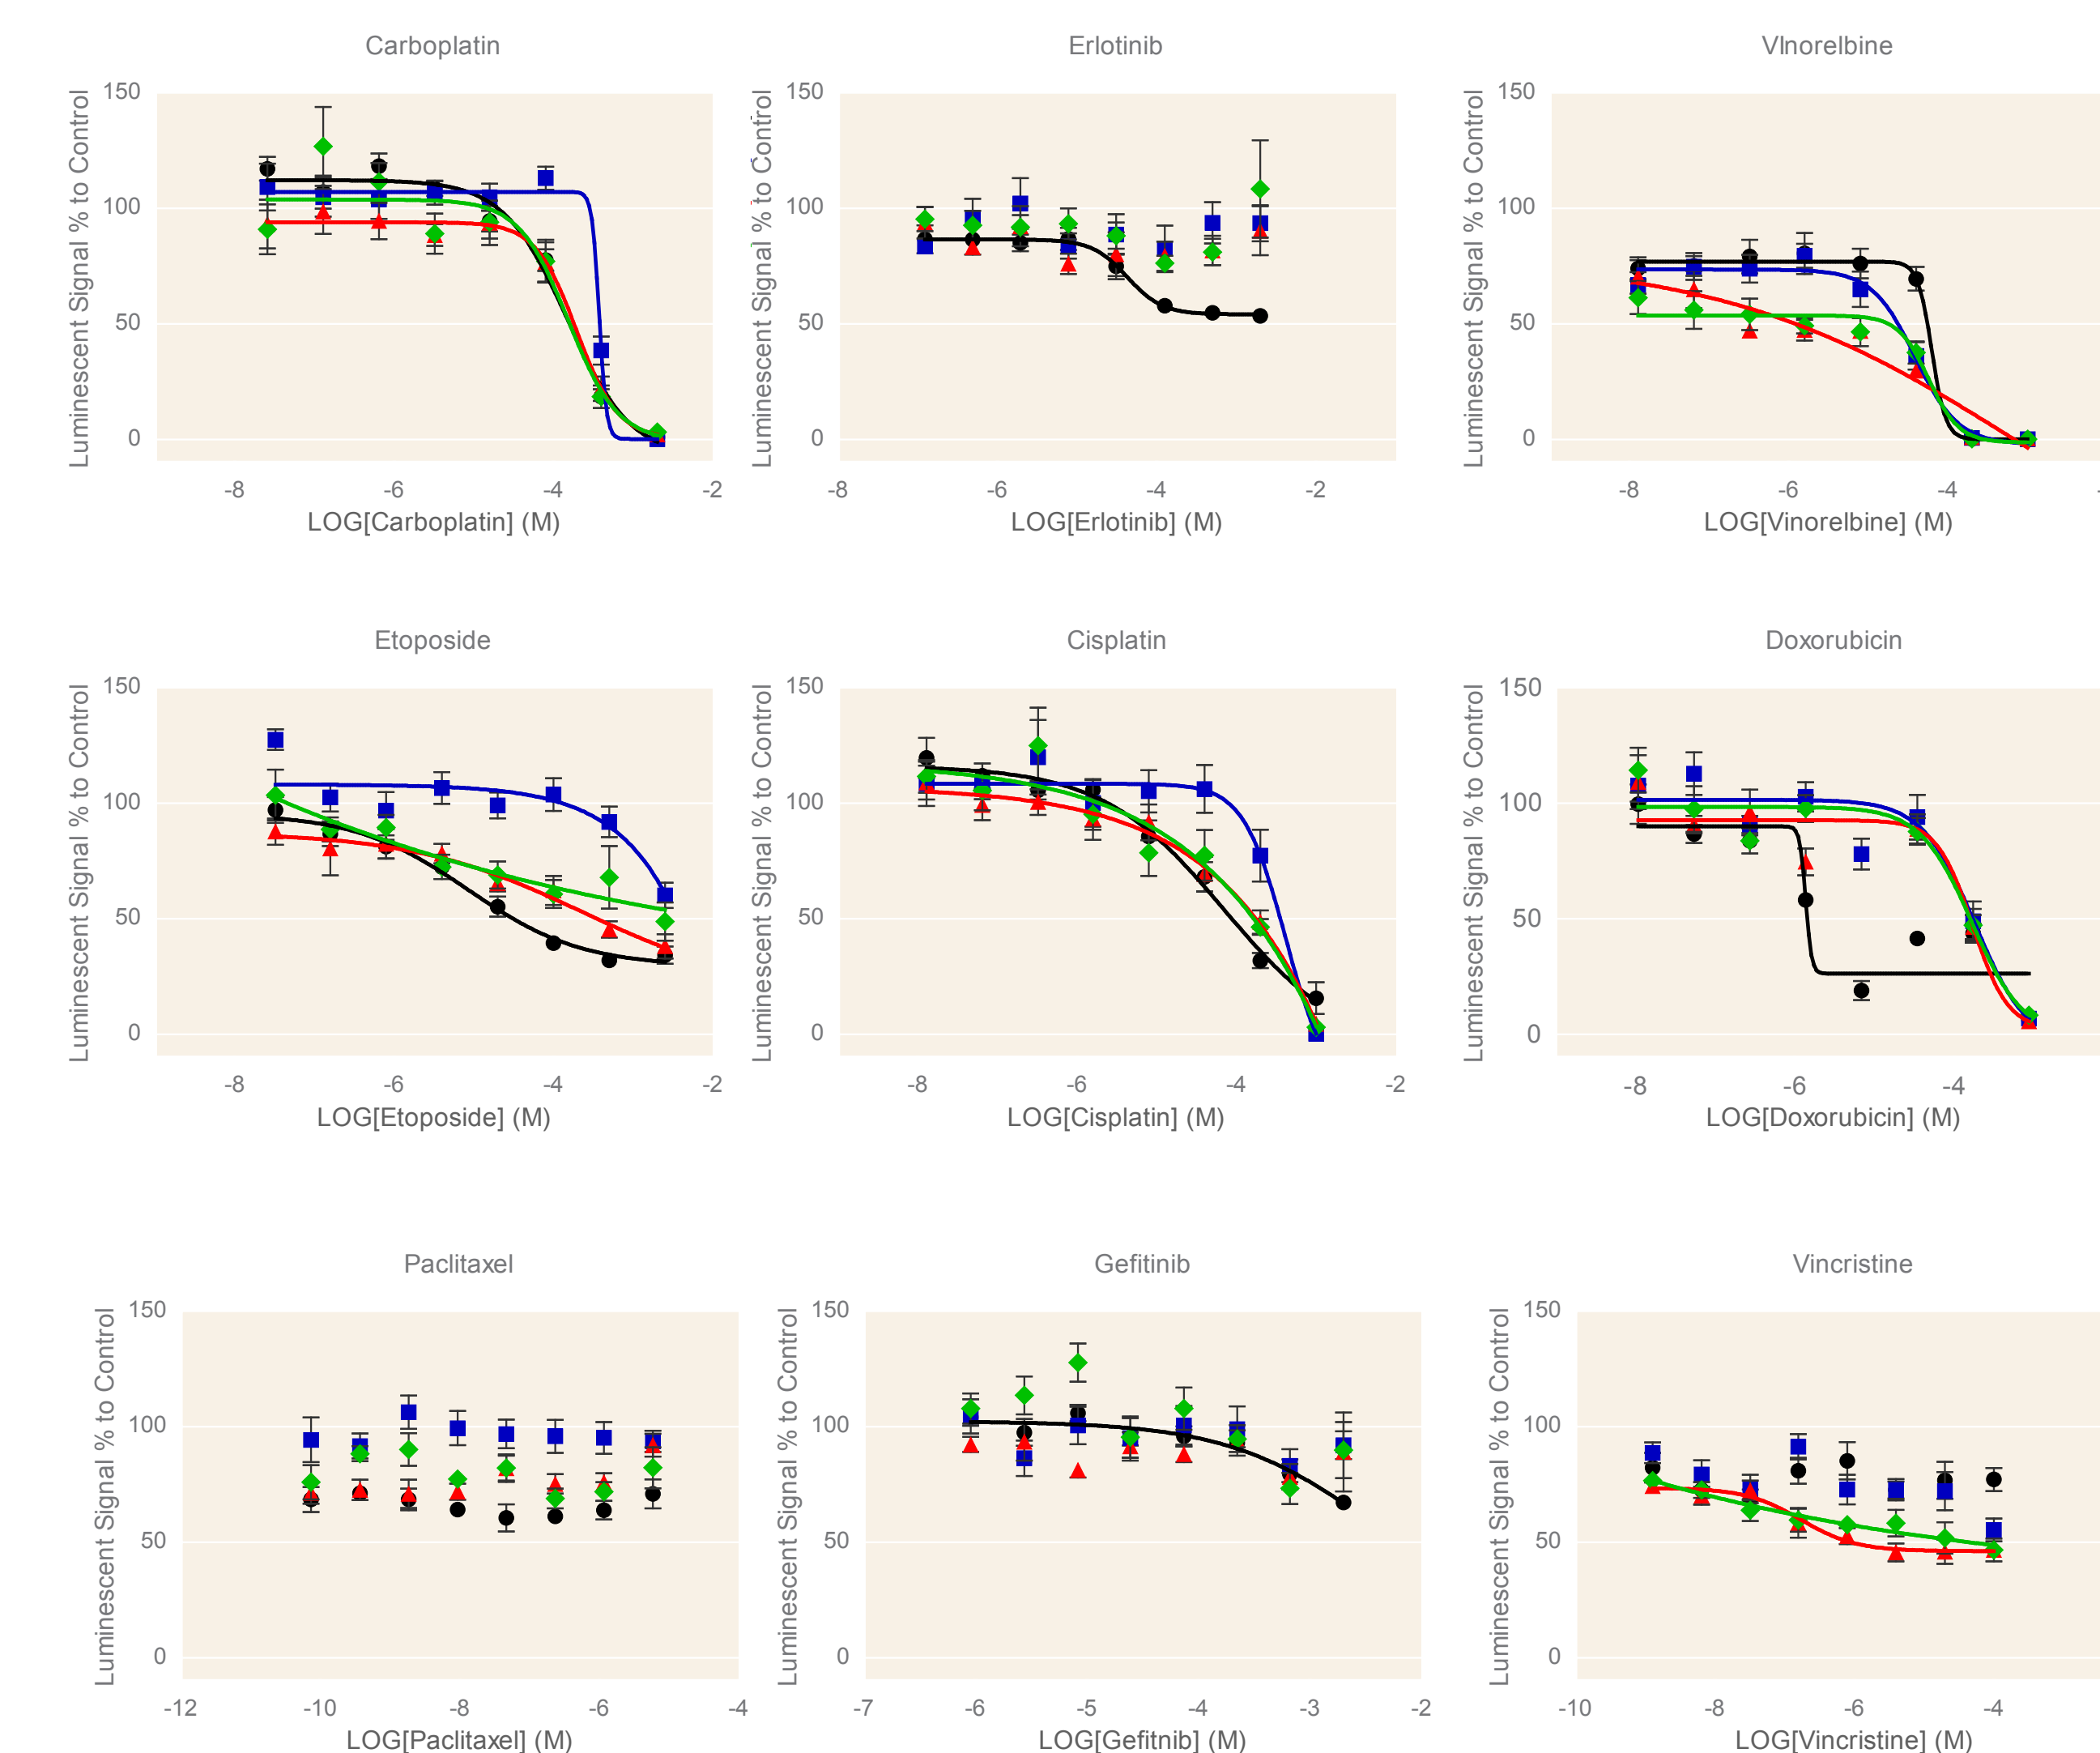 Carboplatin
Erlotinib
VInorelbine
Luminescent Signal % to Control
150
100
50
0
-8
-6
-4
-2
LOG[Carboplatin] (M)
Luminescent Signal % to Control
150
100
50
0
-8
-6
-4
-2
LOG[Erlotinib] (M)
Luminescent Signal % to Control
150
100
50
0
-8
-6
-4
LOG[Vinorelbine] (M)
Etoposide
Cisplatin
Doxorubicin
Luminescent Signal % to Control
150
100
50
0
-8
-6
-4
-2
LOG[Etoposide] (M)
Luminescent Signal % to Control
150
100
50
0
-8
-6
-4
-2
LOG[Cisplatin] (M)
Luminescent Signal % to Control
150
100
50
0
-8
-6
-4
LOG[Doxorubicin] (M)
Paclitaxel
Gefitinib
Vincristine
Luminescent Signal % to Control
150
100
50
0
-12
-10
-8
-6
-4
LOG[Paclitaxel] (M)
Luminescent Signal % to Control
150
100
50
0
-7
-6
-5
-4
-3
-2
LOG[Gefitnib] (M)
Luminescent Signal % to Control
150
100
50
0
-10
-8
-6
-4
LOG[Vincristine] (M)